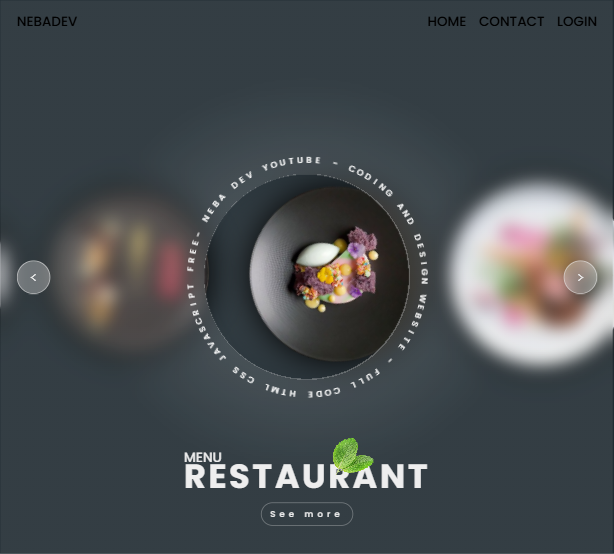 NEBADEV
HOME CONTACT LOGIN
NEBA DEV YOUTUBE - CODING AND DESIGN WEBSITE - FULL CODE HTML CSS JAVASCRIPT FREE-
<
>
MENU
RESTAURANT
See more